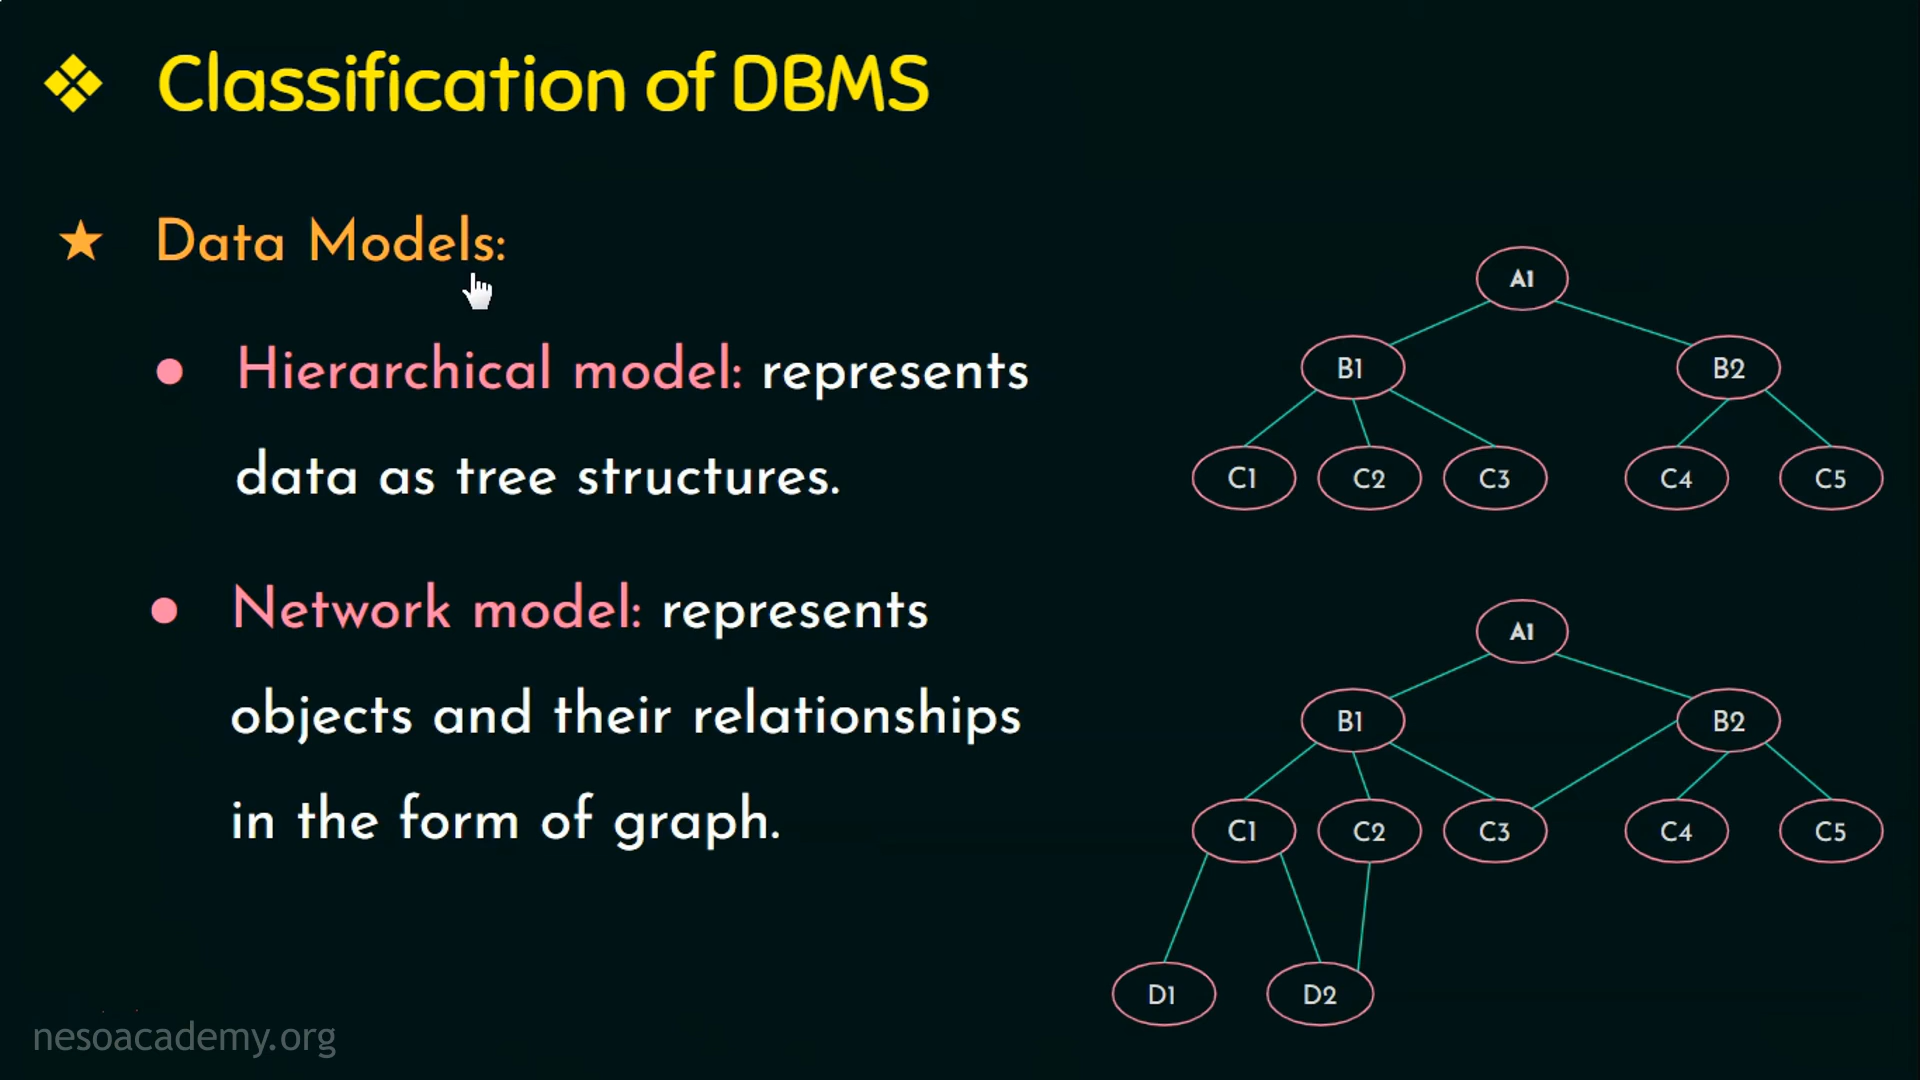 Classification of DBMS
Data Models:
Hierarchical model: represents
data as tree structures.
Network model: represents
objects and their relationships
in the form of graph.
A1
B1 B2
C1 C2 C3 C4 C5
A1
B1 B2
C1 C2 C3 C4 C5
D1 D2
nesoacademy.org